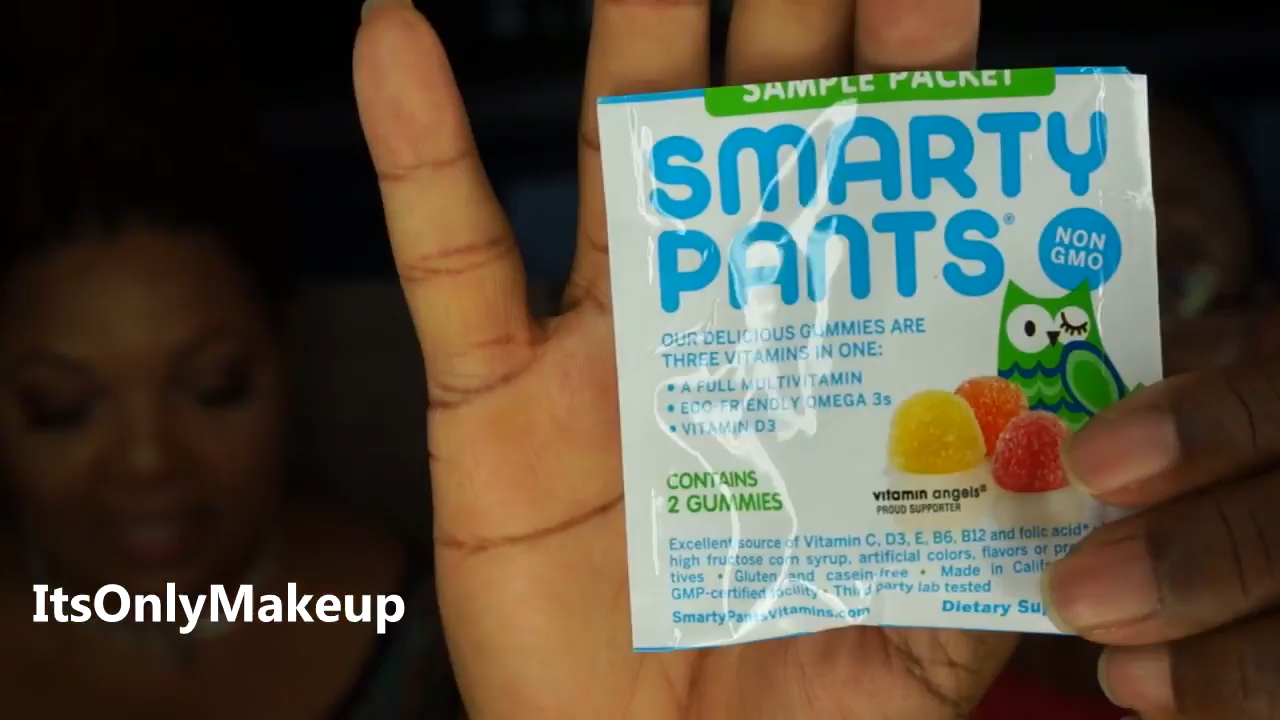 SAMPLE PACKET
SMARTY
PANTS®
NON
GMO
OUR DELICIOUS GUMMIES ARE
THREE VITAMINS IN ONE:
• A FULL MULTIVITAMIN
• ECO-FRIENDLY OMEGA 3s
• VITAMIN D3
CONTAINS
2 GUMMIES
vitamin angels®
PROUD SUPPORTER
Excellent source of Vitamin C, D3, E, B6, B12 and folic acid*
high fructose corn syrup, artificial colors, flavors or
tives • Gluten and casein-free • Made in
GMP-certified facility • Third party lab tested
SmartyPantsVitamins.com
Dietary
ItsOnlyMakeup